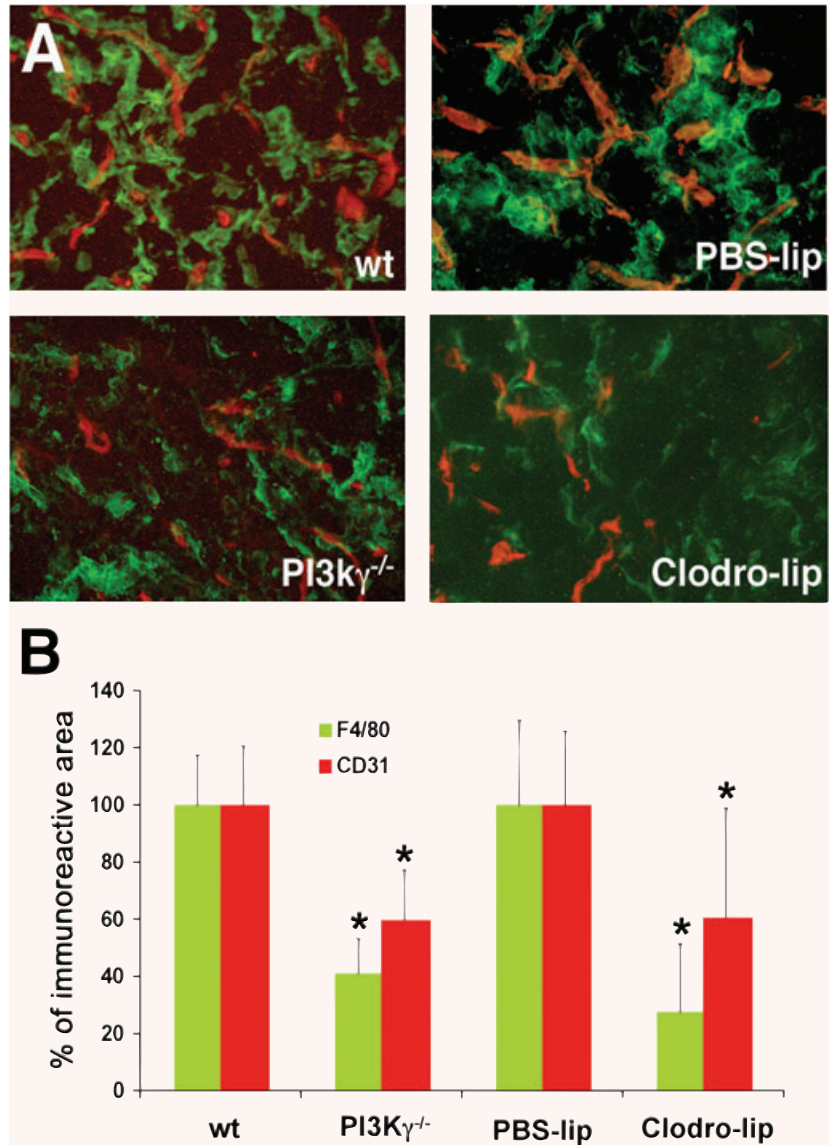 A
wt
PBS-lip
PI3kγ-/-
Clodro-lip
B
% of immunoreactive area
140
120
100
80
60
40
20
0
F4/80
CD31
*
*
*
*
wt
PI3Kγ-/-
PBS-lip
Clodro-lip